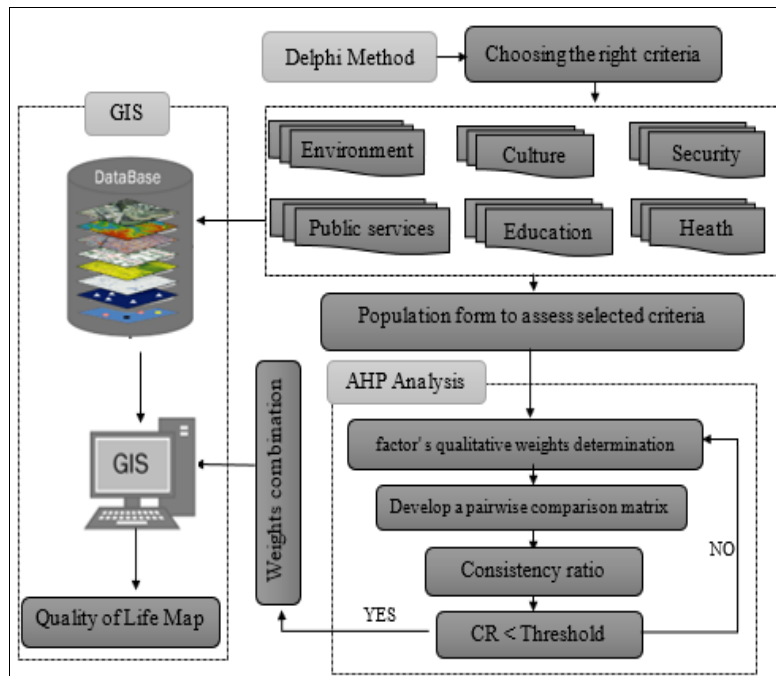 Delphi Method
Choosing the right criteria
GIS
DataBase
Environment
Culture
Security
Public services
Education
Heath
Population form to assess selected criteria
AHP Analysis
factor's qualitative weights determination
Develop a pairwise comparison matrix
Consistency ratio
CR < Threshold
NO
YES
Weights combination
GIS
Quality of Life Map